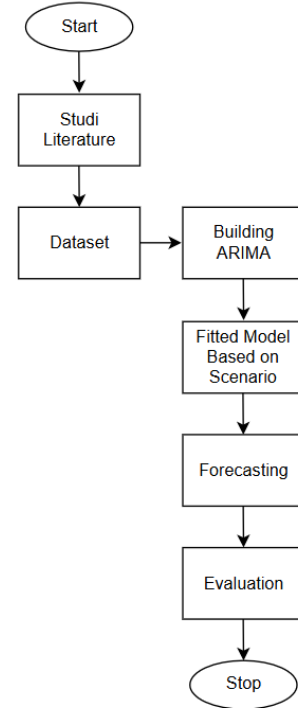 Start
Studi
Literature
Dataset
Building
ARIMA
Fitted Model
Based on
Scenario
Forecasting
Evaluation
Stop